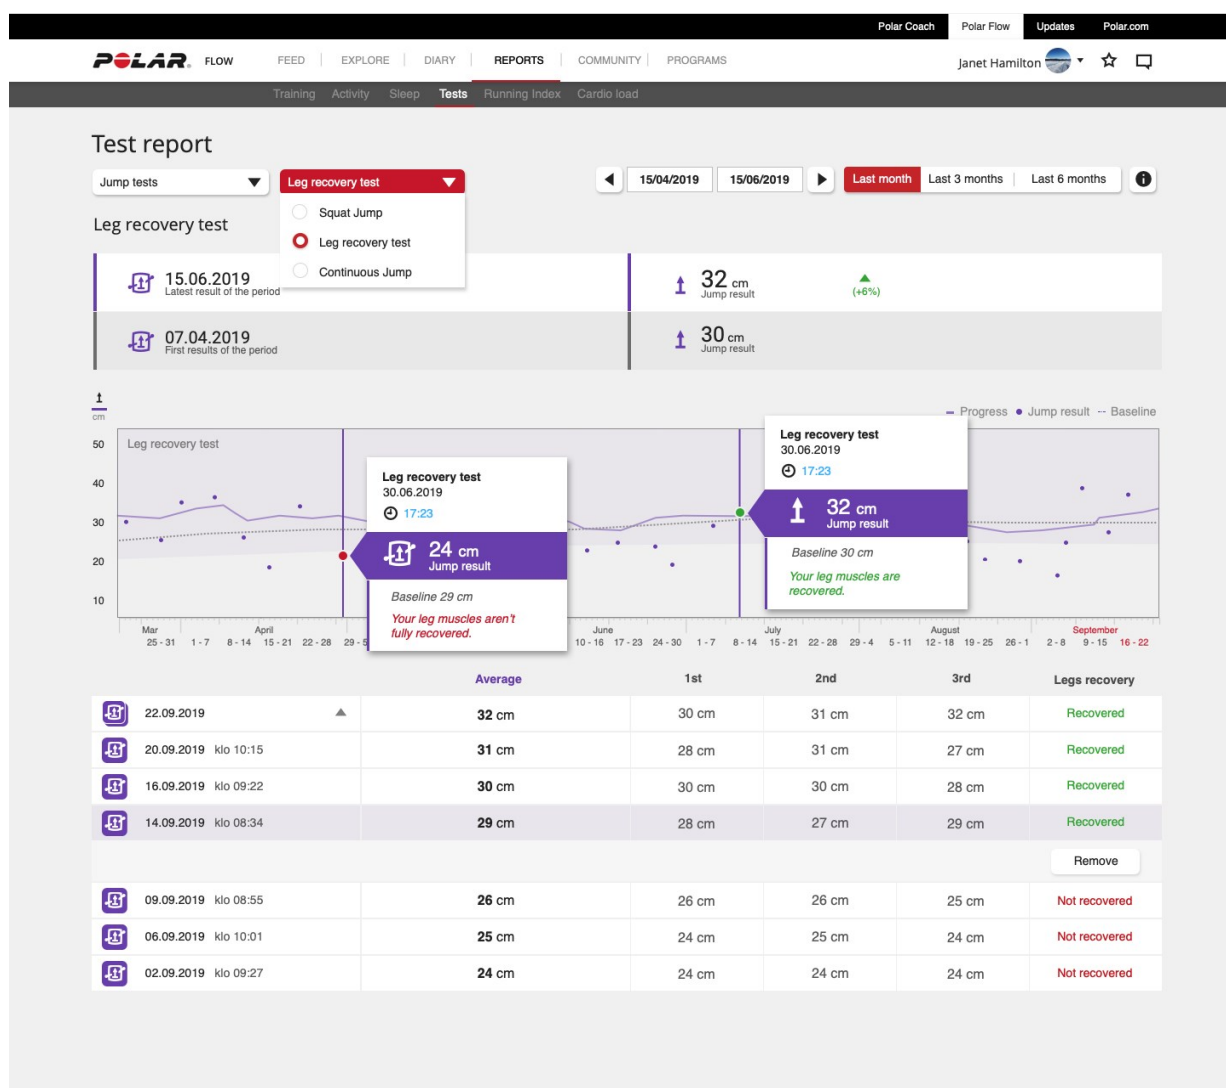 Polar Coach Polar Flow Updates Polar.com
POLAR. FLOW FEED EXPLORE DIARY REPORTS COMMUNITY PROGRAMS Janet Hamilton
Training Activity Sleep Tests Running Index Cardio load
Test report
Jump tests Leg recovery test 15/04/2019 15/06/2019 Last month Last 3 months Last 6 months
Squat Jump
Leg recovery test
Continuous Jump
Leg recovery test
15.06.2019
Latest result of the period
32 cm
Jump result
(+6%)
07.04.2019
First results of the period
30 cm
Jump result
cm
Progress Jump result Baseline
50
40
30
20
10
Leg recovery test
Leg recovery test
30.06.2019
17:23
24 cm
Jump result
Baseline 29 cm
Your leg muscles aren't
fully recovered.
Leg recovery test
30.06.2019
17:23
32 cm
Jump result
Baseline 30 cm
Your leg muscles are
recovered.
Mar April June July August September
25 - 31 1 - 7 8 - 14 15 - 21 22 - 28 29 - 5 10 - 16 17 - 23 24 - 30 1 - 7 8 - 14 15 - 21 22 - 28 29 - 4 5 - 11 12 - 18 19 - 25 26 - 1 2 - 8 9 - 15 16 - 22
Average 1st 2nd 3rd Legs recovery
22.09.2019 32 cm 30 cm 31 cm 32 cm Recovered
20.09.2019 klo 10:15 31 cm 28 cm 31 cm 27 cm Recovered
16.09.2019 klo 09:22 30 cm 30 cm 30 cm 28 cm Recovered
14.09.2019 klo 08:34 29 cm 28 cm 27 cm 29 cm Recovered
Remove
09.09.2019 klo 08:55 26 cm 26 cm 26 cm 25 cm Not recovered
06.09.2019 klo 10:01 25 cm 24 cm 25 cm 24 cm Not recovered
02.09.2019 klo 09:27 24 cm 24 cm 24 cm 24 cm Not recovered